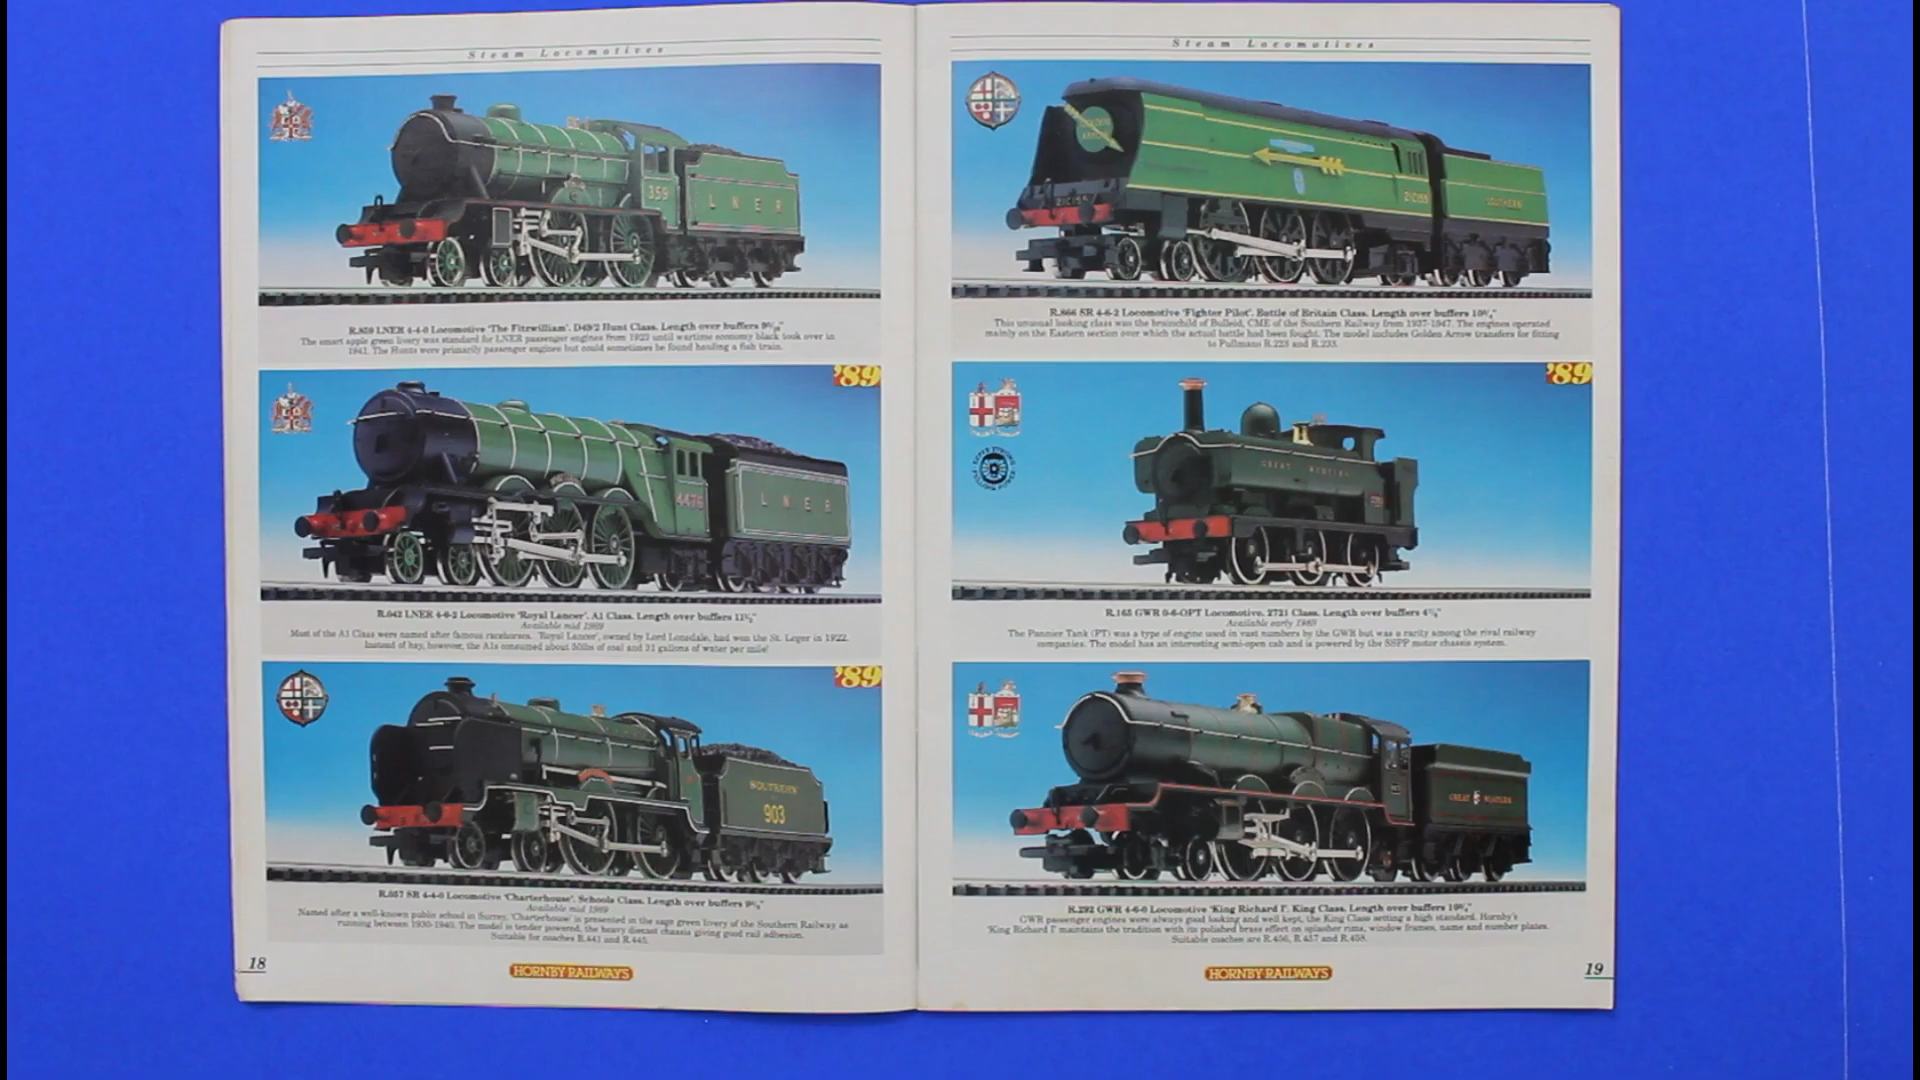 Steam Locomotives
359
L N E R
R.859 LNER 4-4-0 Locomotive 'The Fitzwilliam'. D49/2 Hunt Class. Length over buffers
The smart apple green livery was standard for LNER passenger engines from 1923 until wartime economy black took over in
1941. The Hunts were primarily passenger engines but could sometimes be found hauling a fish train.
'89
4476
L N E R
R.042 LNER 4-6-2 Locomotive 'Royal Lancer'. A1 Class. Length over buffers
Available mid 1989
Most of the A1 Class were named after famous racehorses. 'Royal Lancer', owned by Lord Lonsdale, had won the St. Leger in 1922.
Instead of hay, however, the A1s consumed about 50lbs of coal and 31 gallons of water per mile!
'89
SOUTHERN
903
R.057 SR 4-4-0 Locomotive 'Charterhouse'. Schools Class. Length over buffers
Available mid 1989
Named after a well-known public school in Surrey, 'Charterhouse' is presented in the sage green livery of the Southern Railway as
running between 1930-1940. The model is tender powered, the heavy diecast chassis giving good rail adhesion.
Suitable for coaches R.441 and R.445.
18
HORNBY RAILWAYS
Steam Locomotives
GOLDEN ARROW
21C155
21C155
SOUTHERN
R.866 SR 4-6-2 Locomotive 'Fighter Pilot'. Battle of Britain Class. Length over buffers
This unusual looking class was the brainchild of Bulleid, CME of the Southern Railway from 1937-1947. The engines operated
mainly on the Eastern section over which the actual battle had been fought. The model includes Golden Arrow transfers for fitting
to Pullmans R.223 and R.233.
'89
GREAT WESTERN
R.165 GWR 0-6-OPT Locomotive. 2721 Class. Length over buffers
Available early 1989
The Pannier Tank (PT) was a type of engine used in vast numbers by the GWR but was a rarity among the rival railway
companies. The model has an interesting semi-open cab and is powered by the SSPP motor chassis system.
GREAT WESTERN
R.292 GWR 4-6-0 Locomotive 'King Richard I'. King Class. Length over buffers
GWR passenger engines were always good looking and well kept, the King Class setting a high standard. Hornby's
'King Richard I' maintains the tradition with its polished brass effect on splasher rims, window frames, name and number plates.
Suitable coaches are R.456, R.457 and R.458.
HORNBY RAILWAYS
19